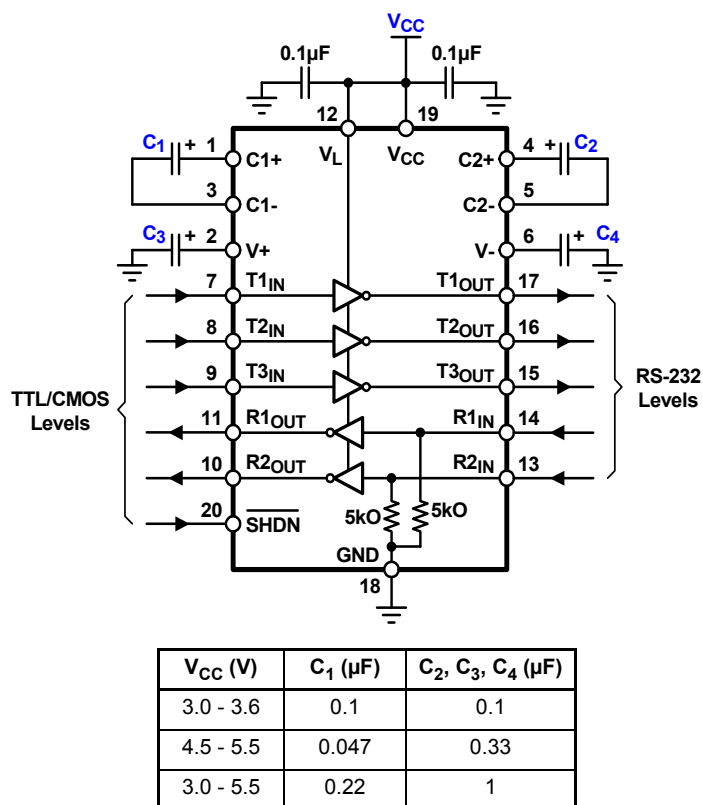 VCC
0.1µF 0.1µF
12 19
C1 + 1 4 + C2
C1+ VL VCC C2+
3 5
C1- C2-
C3 + 2 6 + C4
V+ V-
7 T1IN T1OUT 17
8 T2IN T2OUT 16
9 T3IN T3OUT 15
TTL/CMOS
Levels
RS-232
Levels
11 R1OUT R1IN 14
10 R2OUT R2IN 13
20 SHDN 5kO 5kO
GND
18
VCC (V) C1 (µF) C2, C3, C4 (µF)
3.0 - 3.6 0.1 0.1
4.5 - 5.5 0.047 0.33
3.0 - 5.5 0.22 1